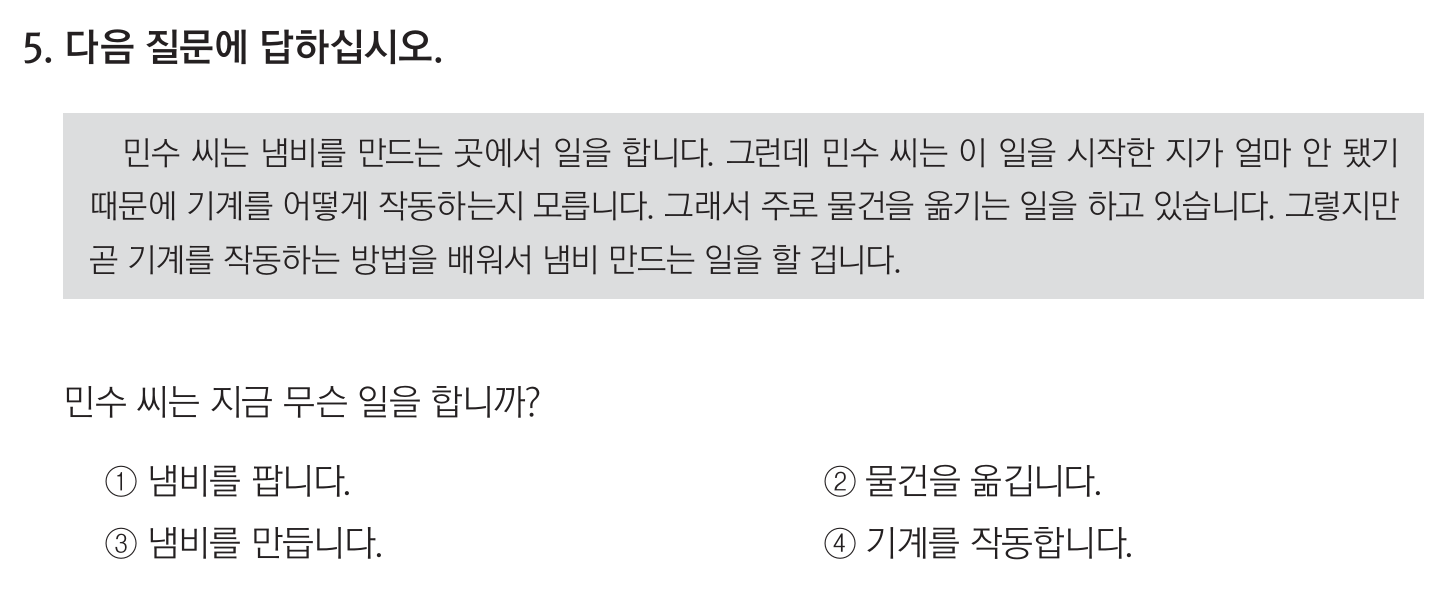 5. 다음 질문에 답하십시오.
민수 씨는 냄비를 만드는 곳에서 일을 합니다. 그런데 민수 씨는 이 일을 시작한 지가 얼마 안 됐기
때문에 기계를 어떻게 작동하는지 모릅니다. 그래서 주로 물건을 옮기는 일을 하고 있습니다. 그렇지만
곧 기계를 작동하는 방법을 배워서 냄비 만드는 일을 할 겁니다.
민수 씨는 지금 무슨 일을 합니까?
① 냄비를 팝니다. ② 물건을 옮깁니다.
③ 냄비를 만듭니다. ④ 기계를 작동합니다.